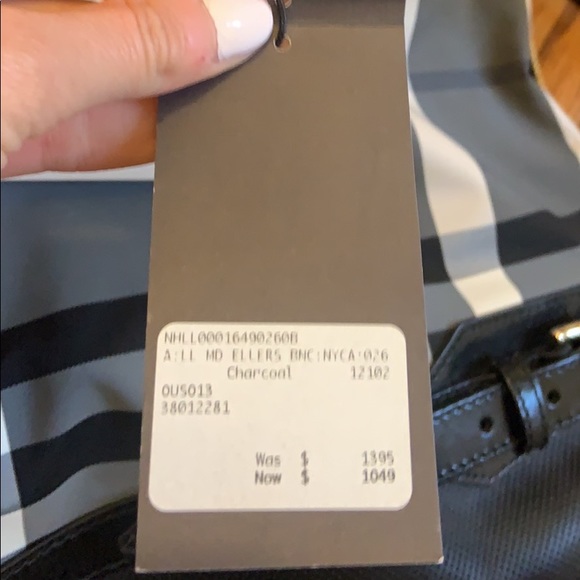 NHLL00016490260B
A:LL MD ELLERS BNC:NYCA:026
Charcoal 12102
OUS013
38012281
Was $ 1395
Now $ 1049